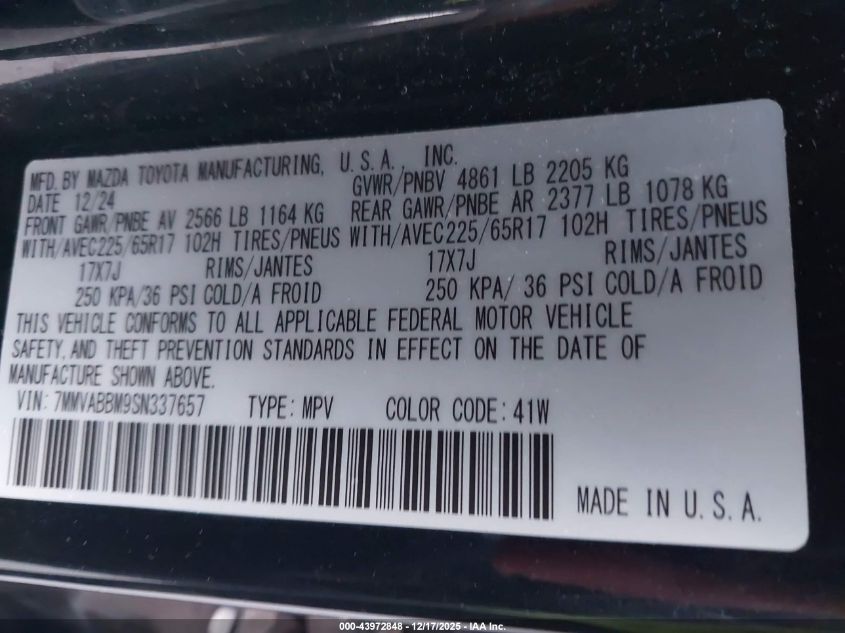 MFD. BY MAZDA TOYOTA MANUFACTURING, U.S.A., INC.
DATE 12/24 GVWR/PNBV 4861 LB 2205 KG
FRONT GAWR/PNBE AV 2566 LB 1164 KG REAR GAWR/PNBE AR 2377 LB 1078 KG
WITH/AVEC225/65R17 102H TIRES/PNEUS WITH/AVEC225/65R17 102H TIRES/PNEUS
17X7J RIMS/JANTES 17X7J RIMS/JANTES
250 KPA/36 PSI COLD/A FROID 250 KPA/ 36 PSI COLD/A FROID
THIS VEHICLE CONFORMS TO ALL APPLICABLE FEDERAL MOTOR VEHICLE
SAFETY, AND THEFT PREVENTION STANDARDS IN EFFECT ON THE DATE OF
MANUFACTURE SHOWN ABOVE.
VIN: 7MMVABBM9SN337657 TYPE: MPV COLOR CODE: 41W
MADE IN U.S.A.
000-43972848 - 12/17/2025 - IAA Inc.